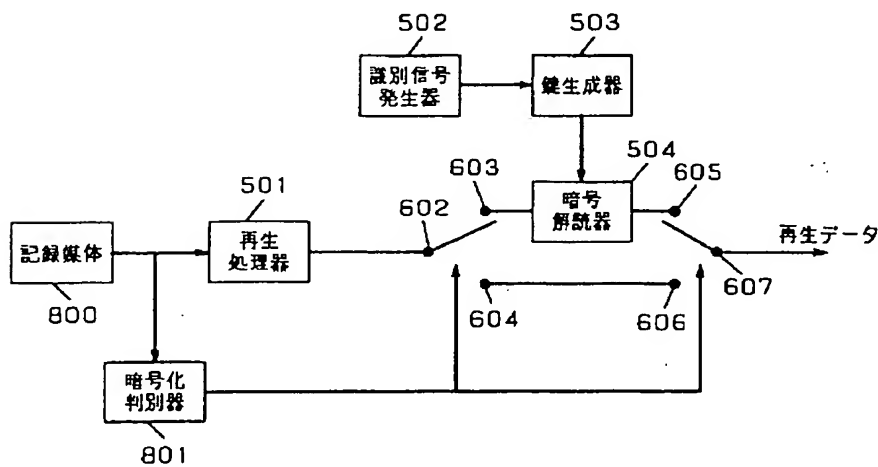 502
503
識別信号
発生器
鍵生成器
504
603
605
501
602
暗号
解読器
記録媒体
再生
処理器
再生データ
607
800
604
606
暗号化
判別器
801